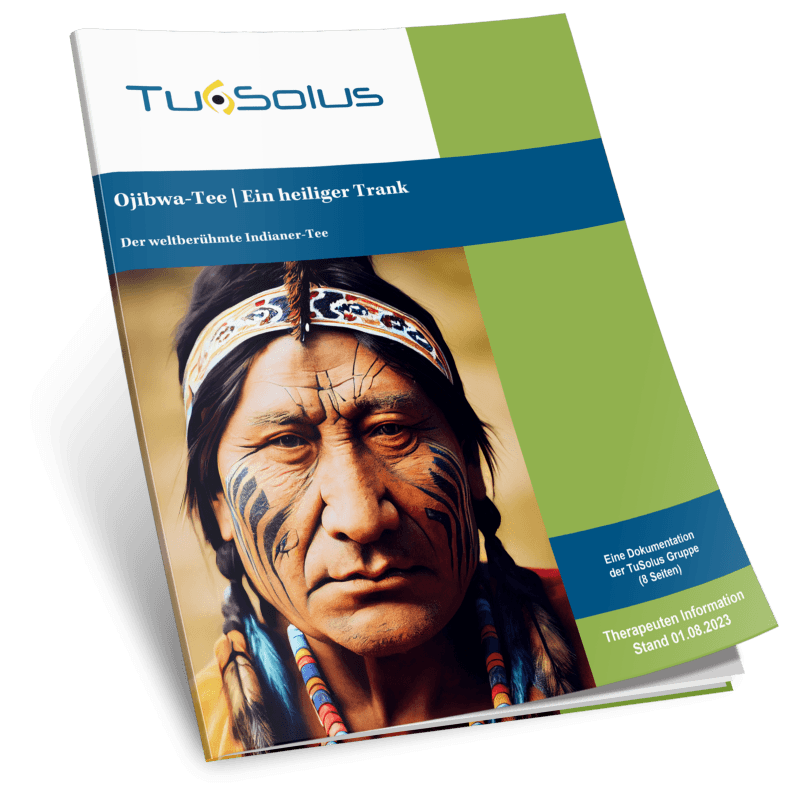 TuSolus
Ojibwa-Tee | Ein heiliger Trank
Der weltberühmte Indianer-Tee
Eine Dokumentation
der TuSolus Gruppe
(8 Seiten)
Therapeuten Information
Stand 01.08.2023